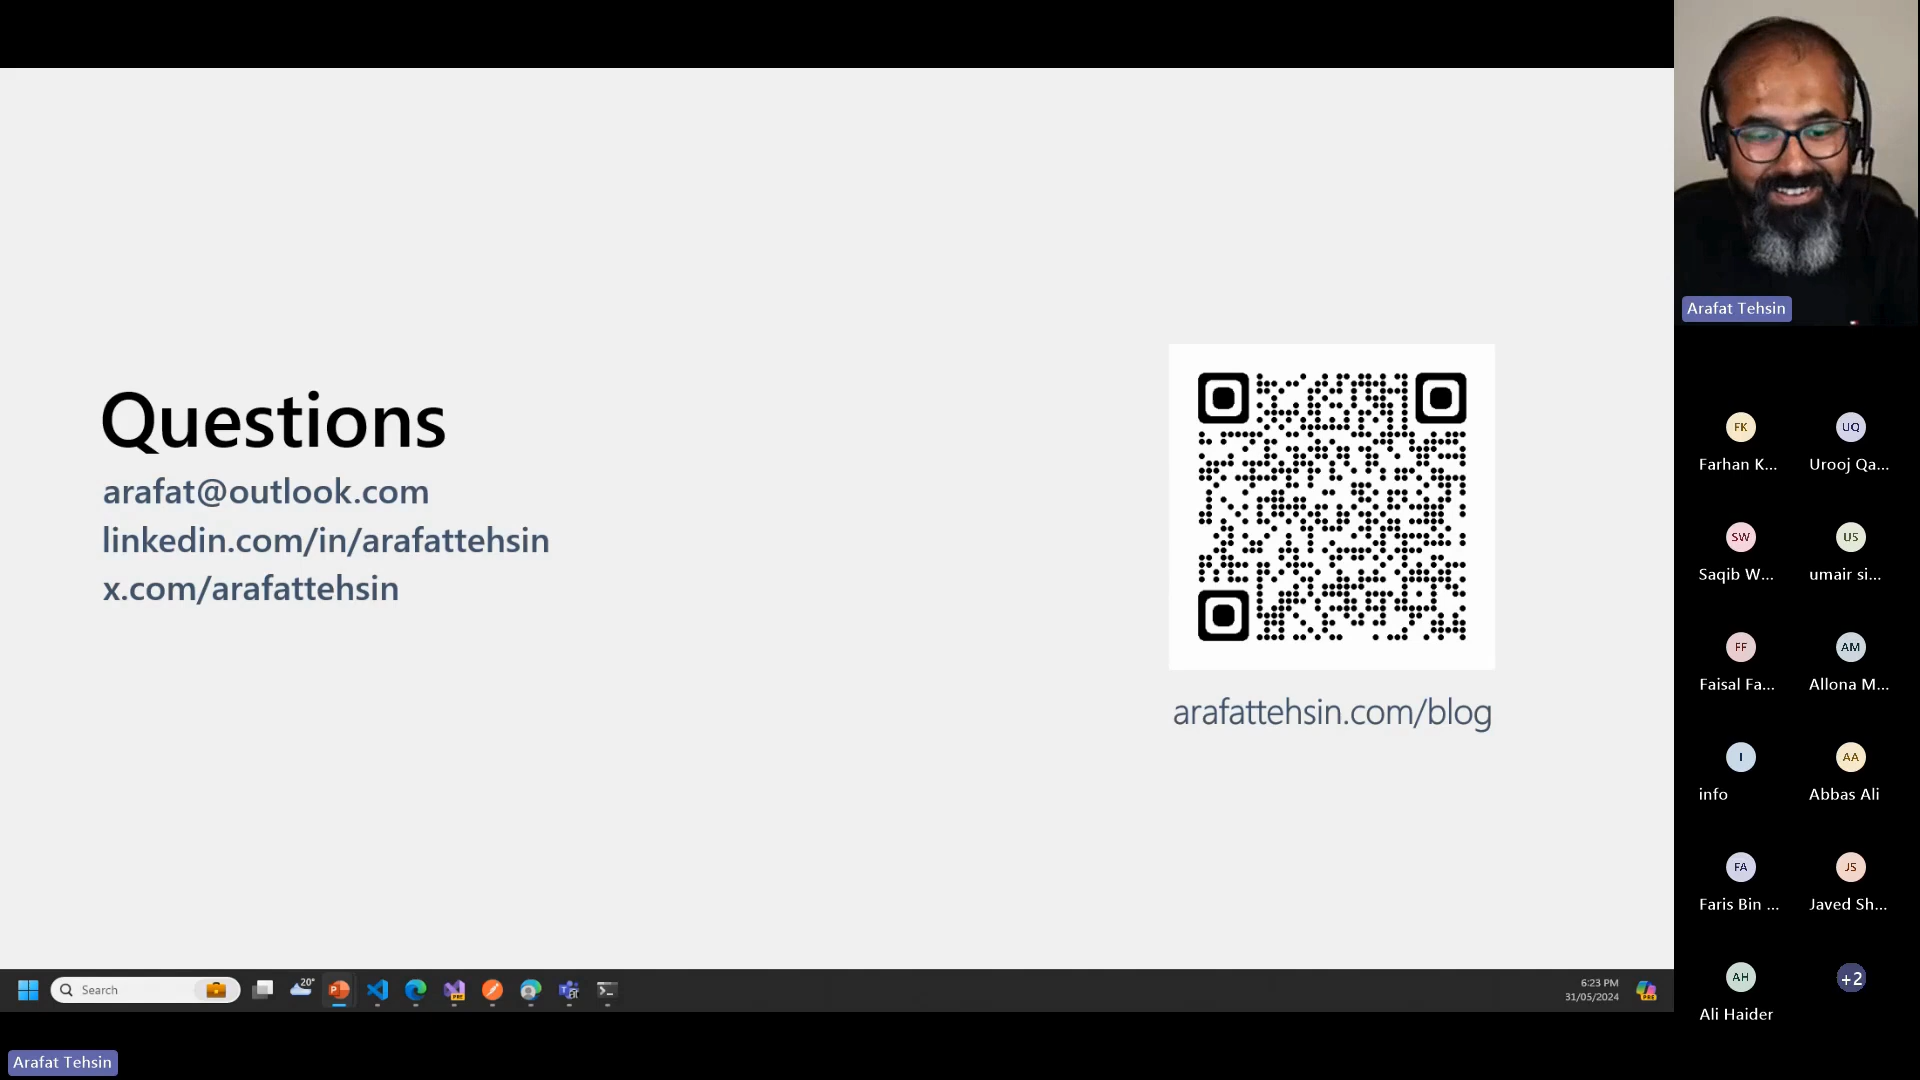 Questions
arafat@outlook.com
linkedin.com/in/arafattehsin
x.com/arafattehsin
arafattehsin.com/blog
Arafat Tehsin
FK
Farhan K...
UQ
Urooj Qa...
SW
Saqib W...
US
umair si...
FF
Faisal Fa...
AM
Allona M...
I
info
AA
Abbas Ali
FA
Faris Bin ...
JS
Javed Sh...
AH
Ali Haider
+2
Search
20°
6:23 PM
31/05/2024
Arafat Tehsin